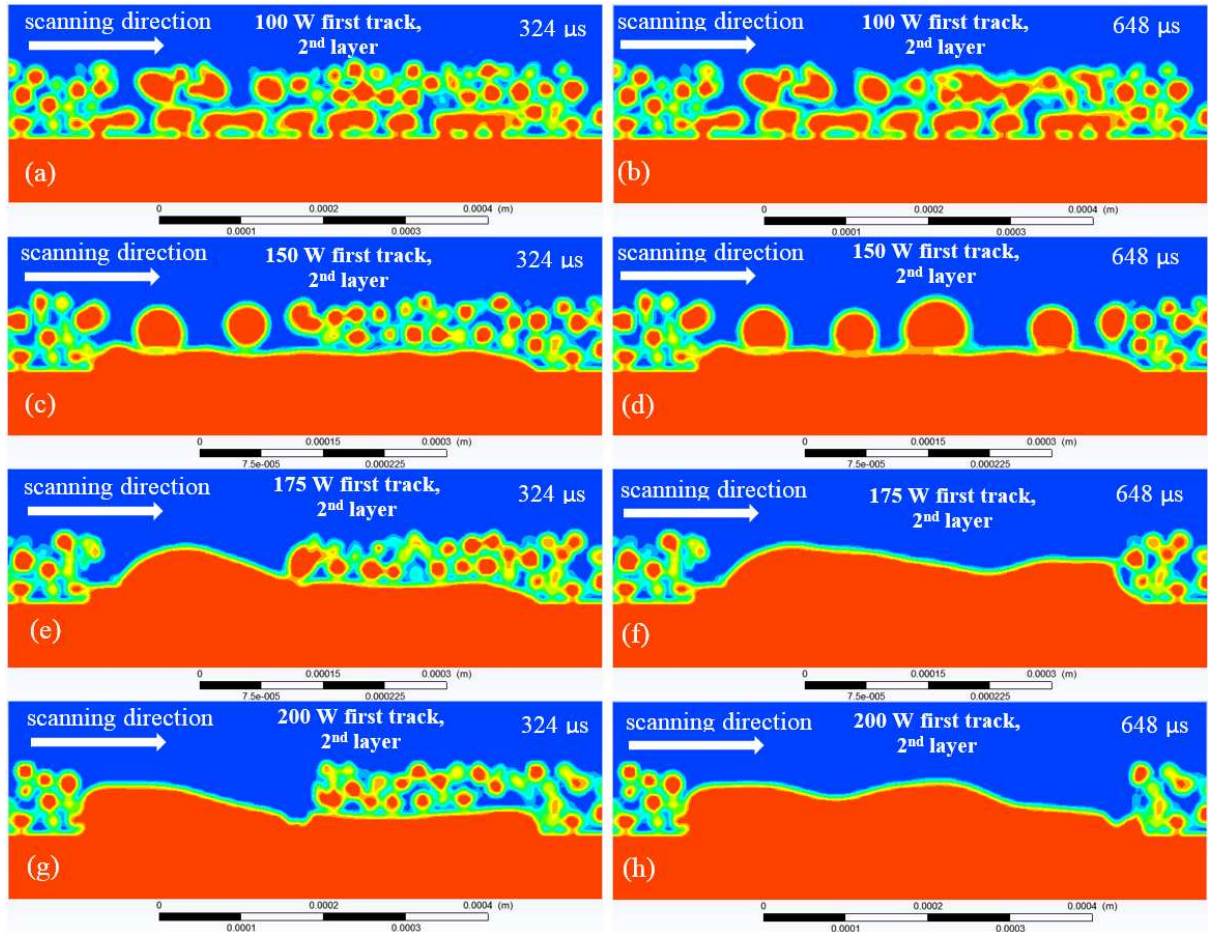 scanning direction
100 W first track,
2nd layer
324 μs
(a)
0 0.0002 0.0004 (m)
0.0001 0.0003
scanning direction
100 W first track,
2nd layer
648 μs
(b)
0 0.0002 0.0004 (m)
0.0001 0.0003
scanning direction
150 W first track,
2nd layer
324 μs
(c)
0 0.00015 0.0003 (m)
7.5e-005 0.000225
scanning direction
150 W first track,
2nd layer
648 μs
(d)
0 0.00015 0.0003 (m)
7.5e-005 0.000225
scanning direction
175 W first track,
2nd layer
324 μs
(e)
0 0.00015 0.0003 (m)
7.5e-005 0.000225
scanning direction
175 W first track,
2nd layer
648 μs
(f)
0 0.00015 0.0003 (m)
7.5e-005 0.000225
scanning direction
200 W first track,
2nd layer
324 μs
(g)
0 0.0002 0.0004 (m)
0.0001 0.0003
scanning direction
200 W first track,
2nd layer
648 μs
(h)
0 0.0002 0.0004 (m)
0.0001 0.0003